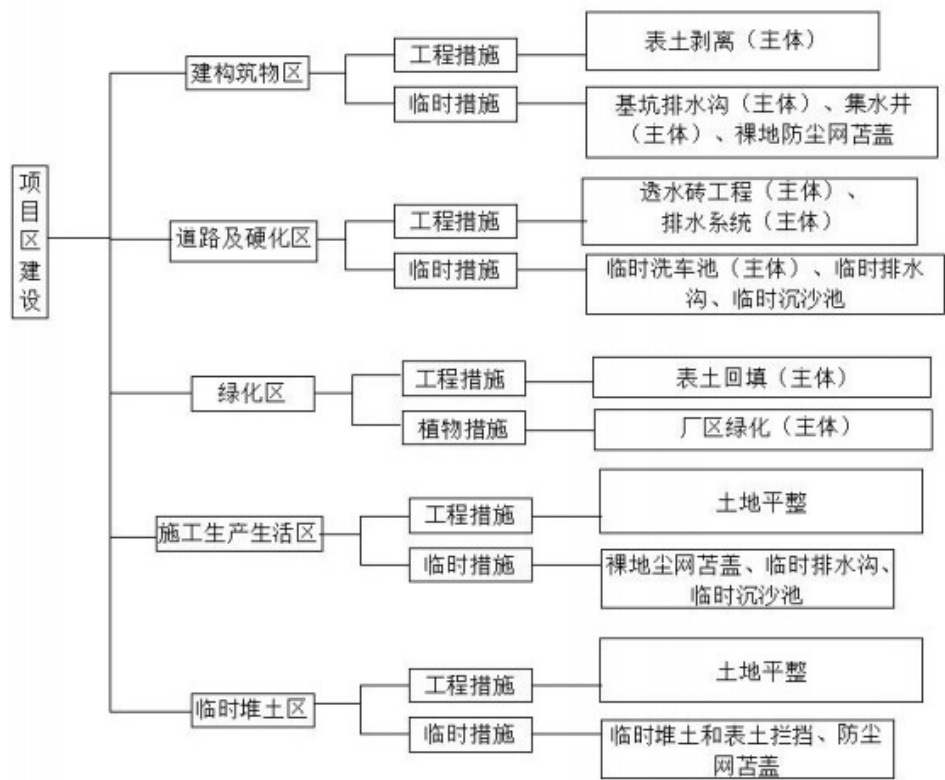 项目区建设
建构筑物区
工程措施
表土剥离（主体）
临时措施
基坑排水沟（主体）、集水井
（主体）、裸地防尘网苫盖
道路及硬化区
工程措施
透水砖工程（主体）、
排水系统（主体）
临时措施
临时洗车池（主体）、临时排水
沟、临时沉沙池
绿化区
工程措施
表土回填（主体）
植物措施
厂区绿化（主体）
施工生产生活区
工程措施
土地平整
临时措施
裸地尘网苫盖、临时排水沟、
临时沉沙池
临时堆土区
工程措施
土地平整
临时措施
临时堆土和表土拦挡、防尘
网苫盖